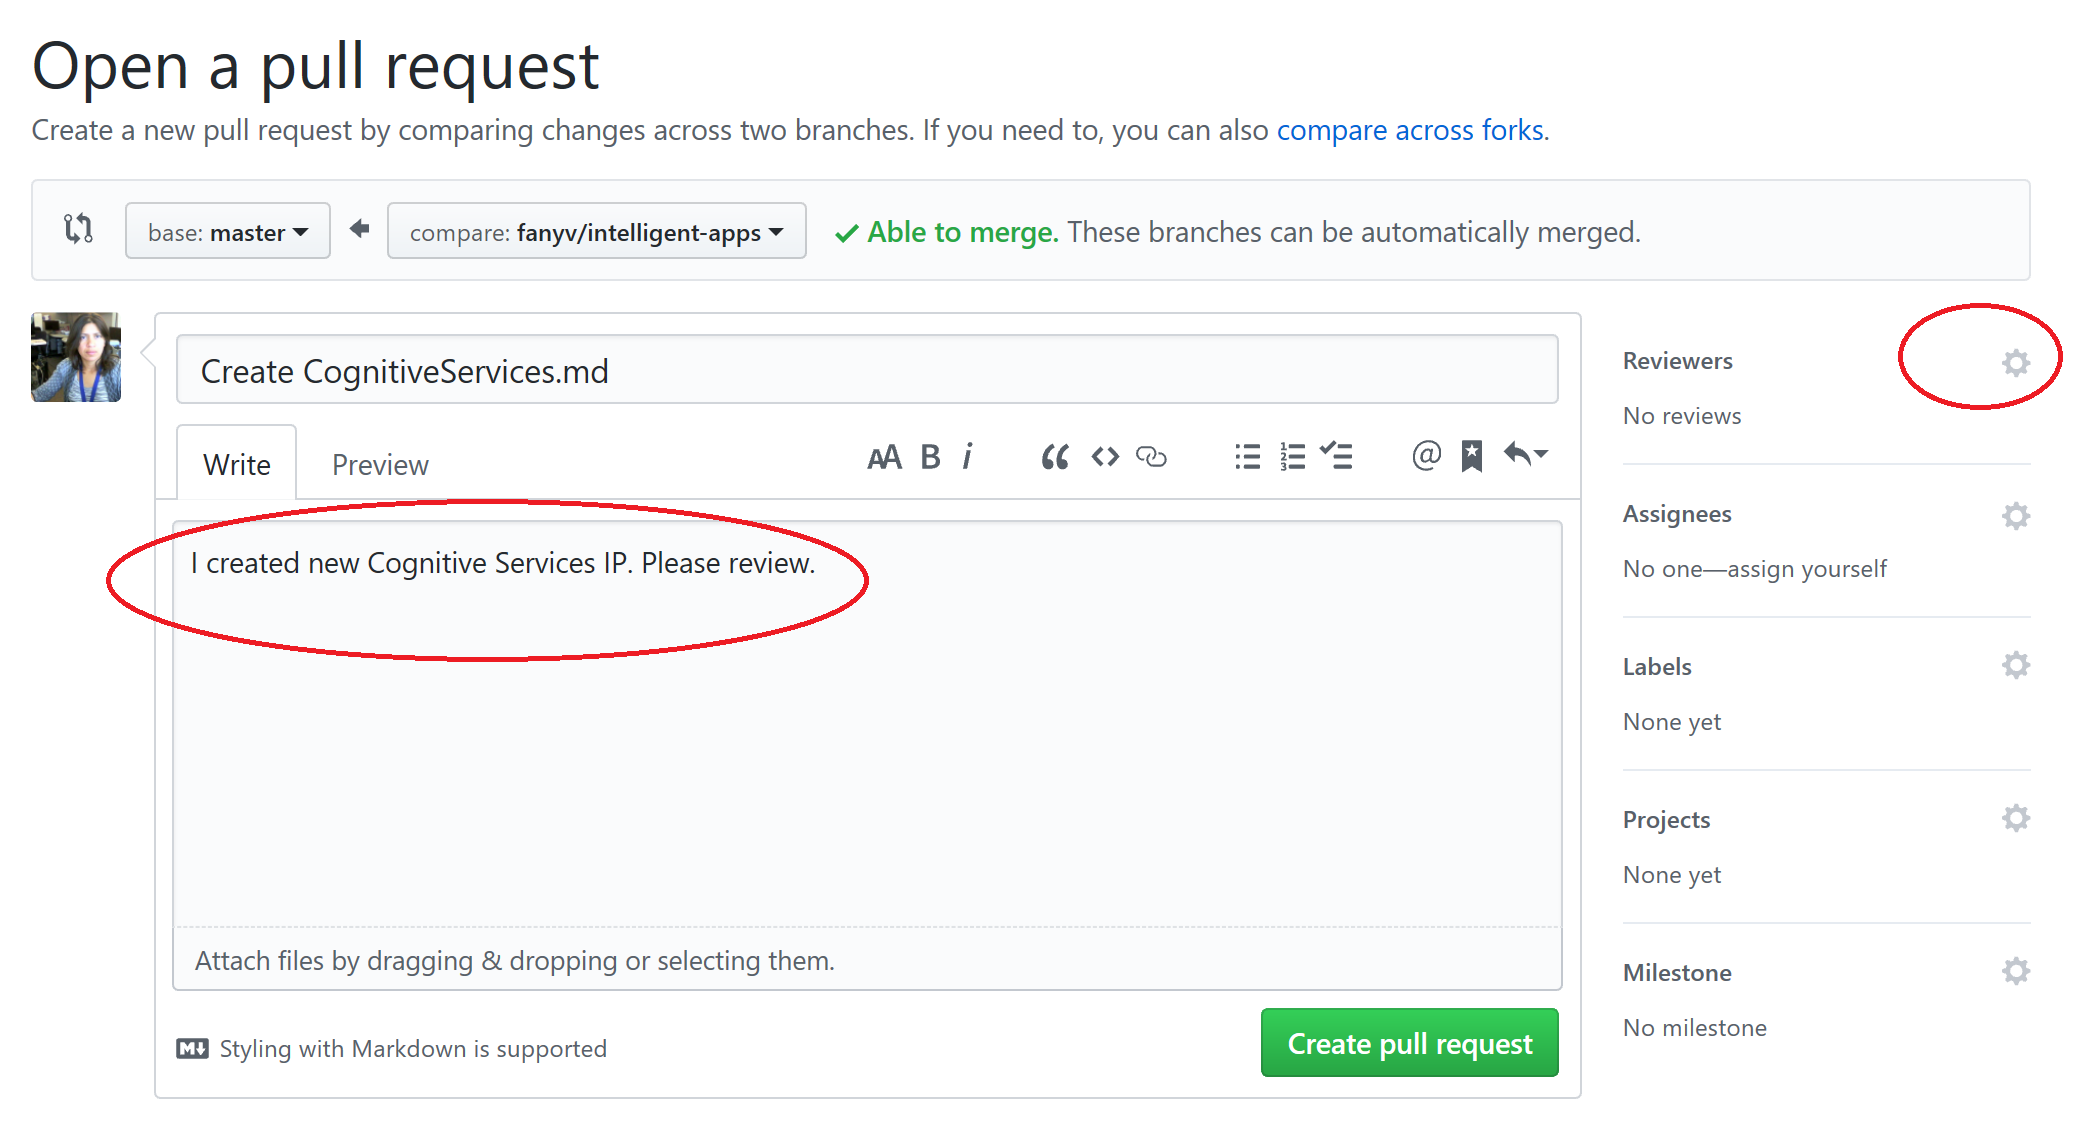 Open a pull request
Create a new pull request by comparing changes across two branches. If you need to, you can also compare across forks.
base: master
compare: fanyv/intelligent-apps
Able to merge. These branches can be automatically merged.
Create CognitiveServices.md
Write
Preview
AA B i
@
I created new Cognitive Services IP. Please review.
Attach files by dragging & dropping or selecting them.
M Styling with Markdown is supported
Create pull request
Reviewers
No reviews
Assignees
No one—assign yourself
Labels
None yet
Projects
None yet
Milestone
No milestone